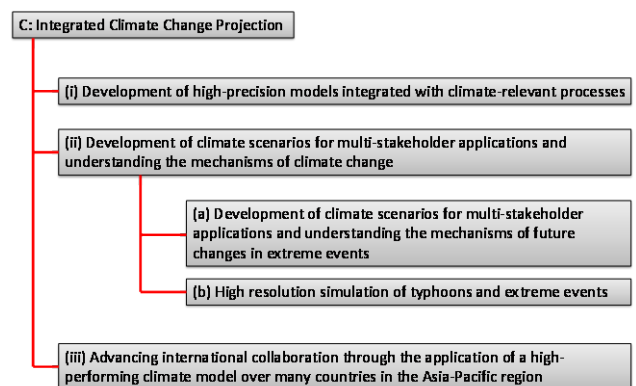 C: Integrated Climate Change Projection
(i) Development of high-precision models integrated with climate-relevant processes
(ii) Development of climate scenarios for multi-stakeholder applications and
understanding the mechanisms of climate change
(a) Development of climate scenarios for multi-stakeholder
applications and understanding the mechanisms of future
changes in extreme events
(b) High resolution simulation of typhoons and extreme events
(iii) Advancing international collaboration through the application of a high-
performing climate model over many countries in the Asia-Pacific region